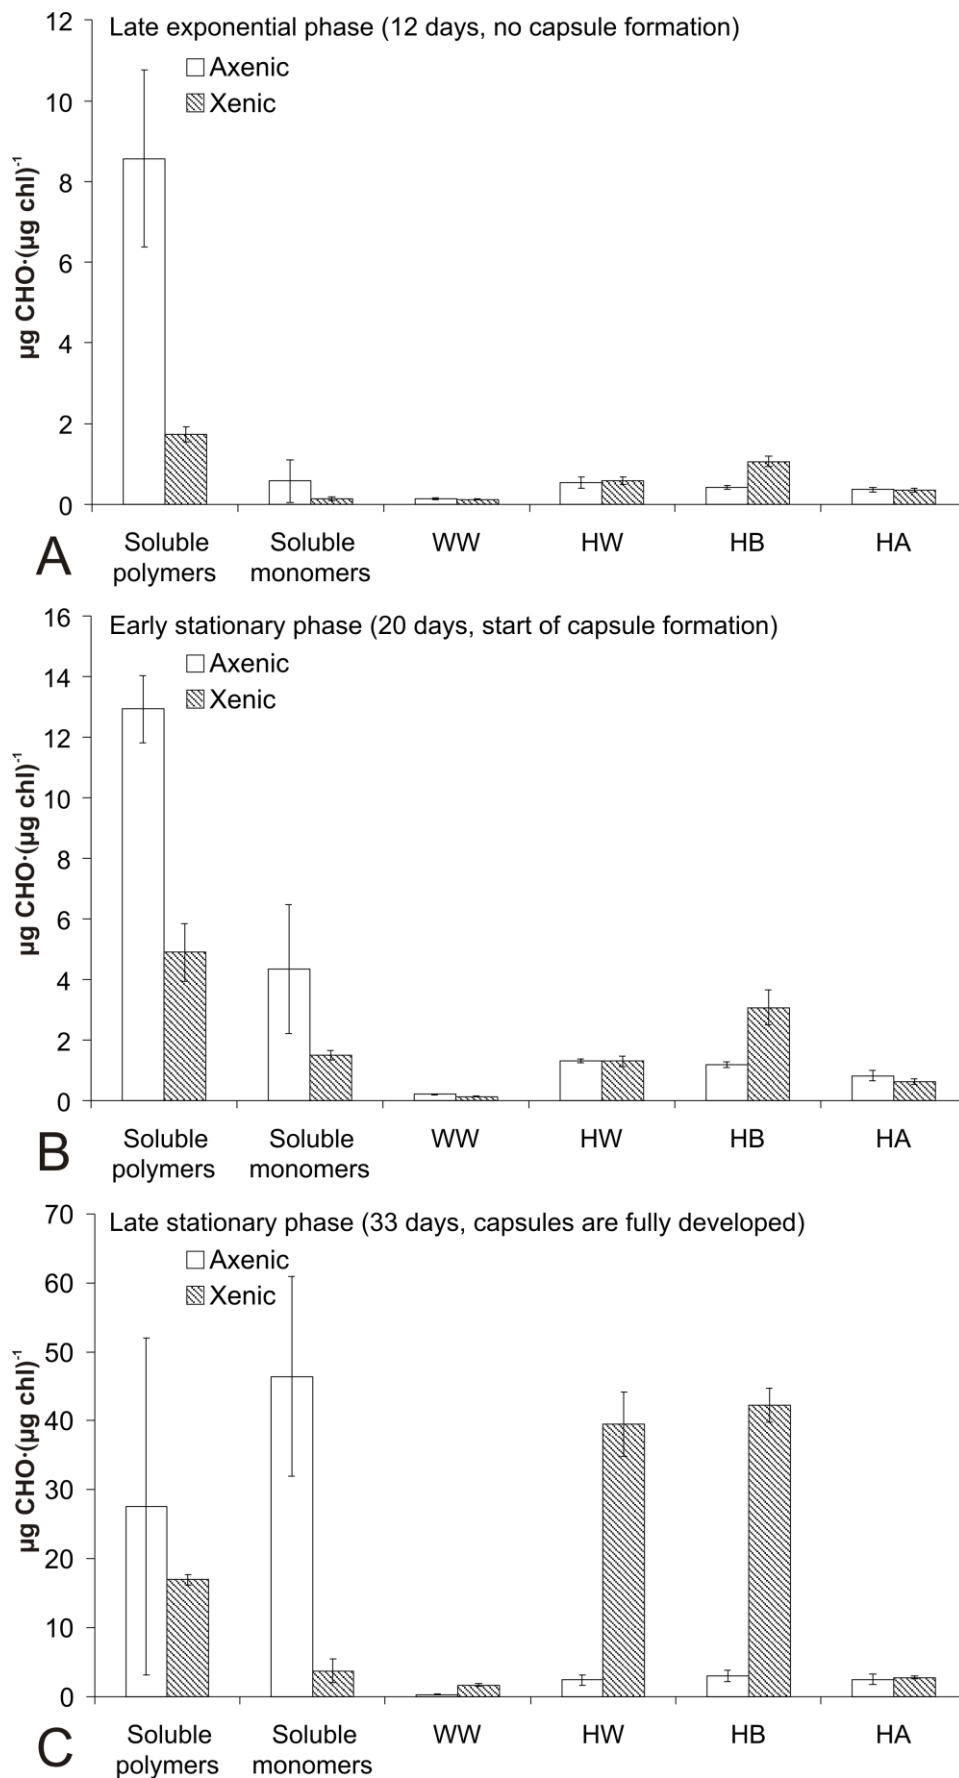 Late exponential phase (12 days, no capsule formation)
Axenic
Xenic
µg CHO·(µg chl)⁻¹
12
10
8
6
4
2
0
Soluble polymers
Soluble monomers
WW
HW
HB
HA
A
Early stationary phase (20 days, start of capsule formation)
Axenic
Xenic
µg CHO·(µg chl)⁻¹
16
14
12
10
8
6
4
2
0
Soluble polymers
Soluble monomers
WW
HW
HB
HA
B
Late stationary phase (33 days, capsules are fully developed)
Axenic
Xenic
µg CHO·(µg chl)⁻¹
70
60
50
40
30
20
10
0
Soluble polymers
Soluble monomers
WW
HW
HB
HA
C